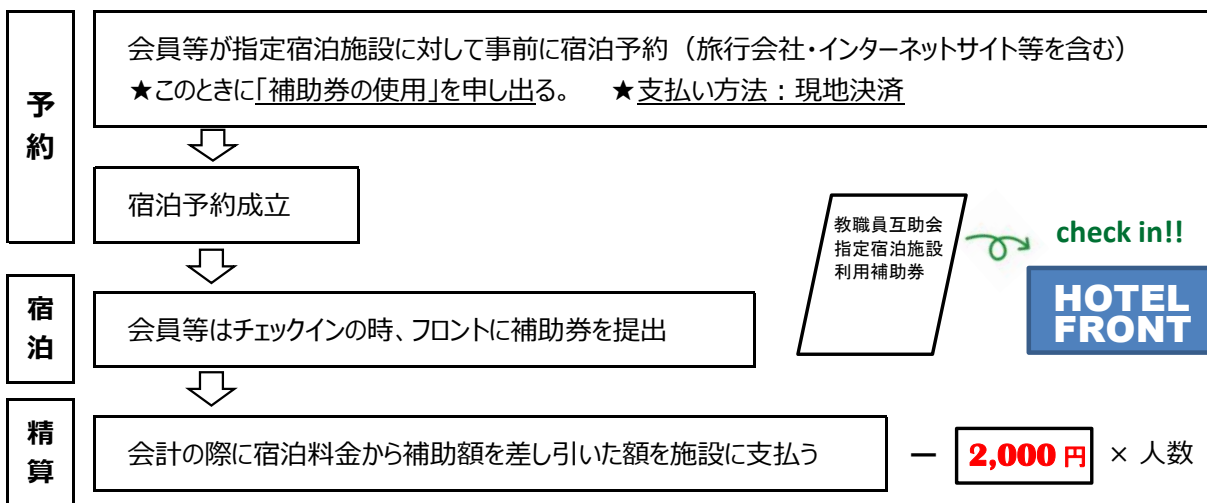 予約
会員等が指定宿泊施設に対して事前に宿泊予約（旅行会社・インターネットサイト等を含む）
★このときに「補助券の使用」を申し出る。 ★支払い方法：現地決済
宿泊予約成立
教職員互助会
指定宿泊施設
利用補助券
check in!!
HOTEL
FRONT
宿泊
会員等はチェックインの時、フロントに補助券を提出
精算
会計の際に宿泊料金から補助額を差し引いた額を施設に支払う
－ 2,000 円 × 人数